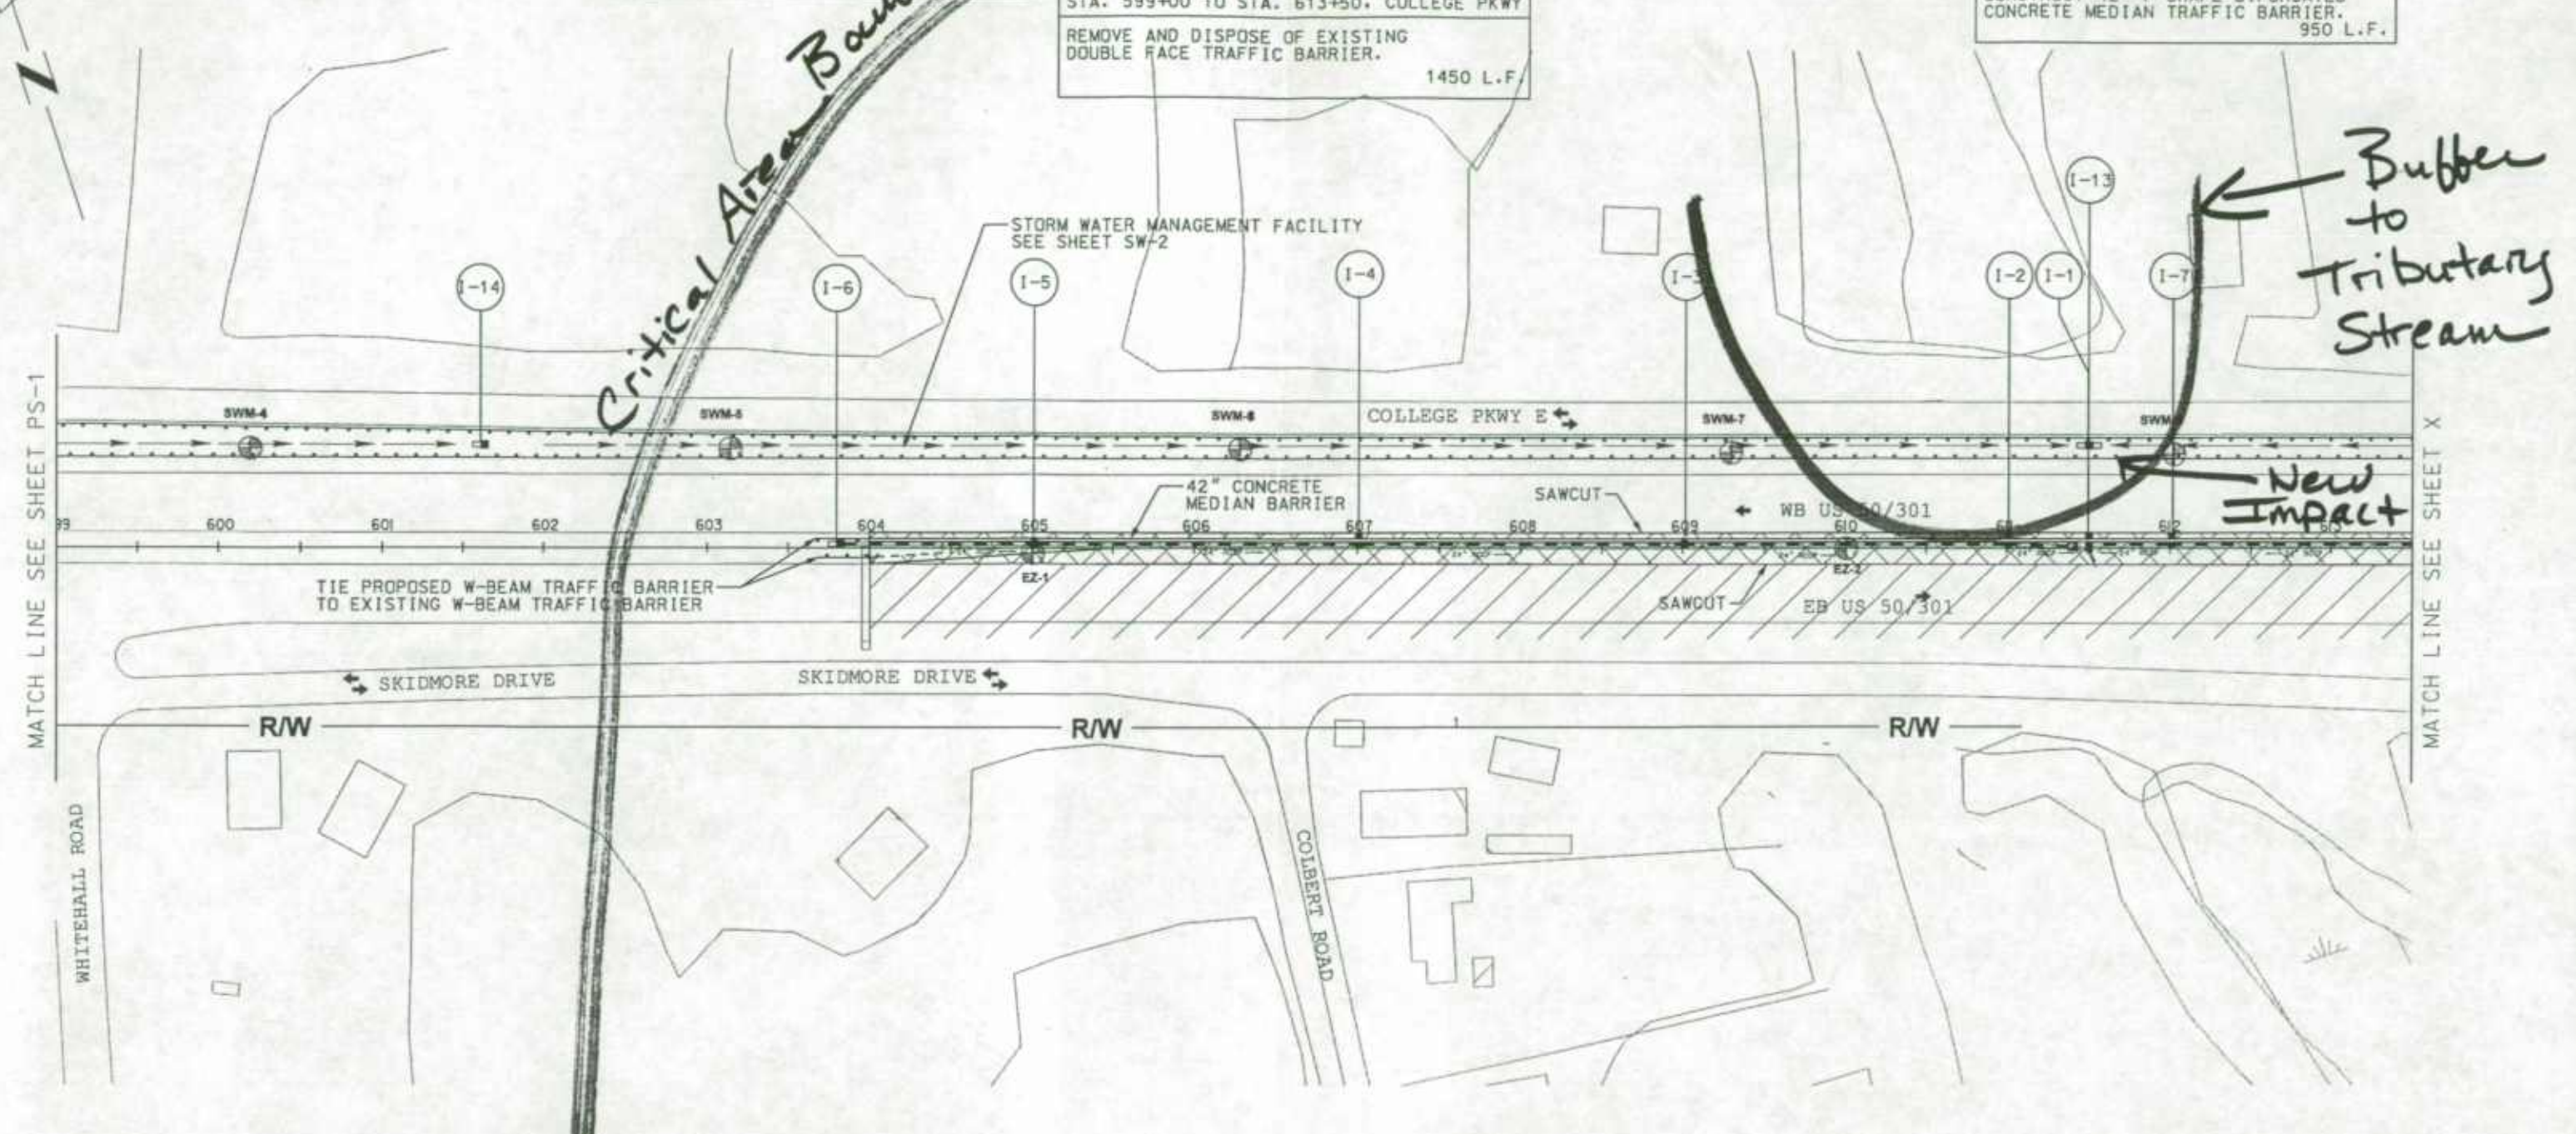 STA. 599+00 TO STA. 613+50. COLLEGE PKWY
REMOVE AND DISPOSE OF EXISTING
DOUBLE FACE TRAFFIC BARRIER.
1450 L.F.
CONCRETE MEDIAN TRAFFIC BARRIER.
950 L.F.
Critical Area
Buffer
to
Tributary
Stream
STORM WATER MANAGEMENT FACILITY
SEE SHEET SW-2
I-14
I-6
I-5
I-4
I-2
I-1
I-13
I-7
MATCH LINE SEE SHEET PS-1
SWM-4
SWM-5
SWM-6
COLLEGE PKWY E
SWM-7
SWM
New
Impact
42" CONCRETE
MEDIAN BARRIER
SAWCUT
WB US 50/301
99 600 601 602 603 604 605 606 607 608 609 610 612
EZ-1
TIE PROPOSED W-BEAM TRAFFIC BARRIER
TO EXISTING W-BEAM TRAFFIC BARRIER
SAWCUT
EB US 50/301
MATCH LINE SEE SHEET X
SKIDMORE DRIVE
SKIDMORE DRIVE
R/W
R/W
R/W
WHITEHALL ROAD
COLBERT ROAD